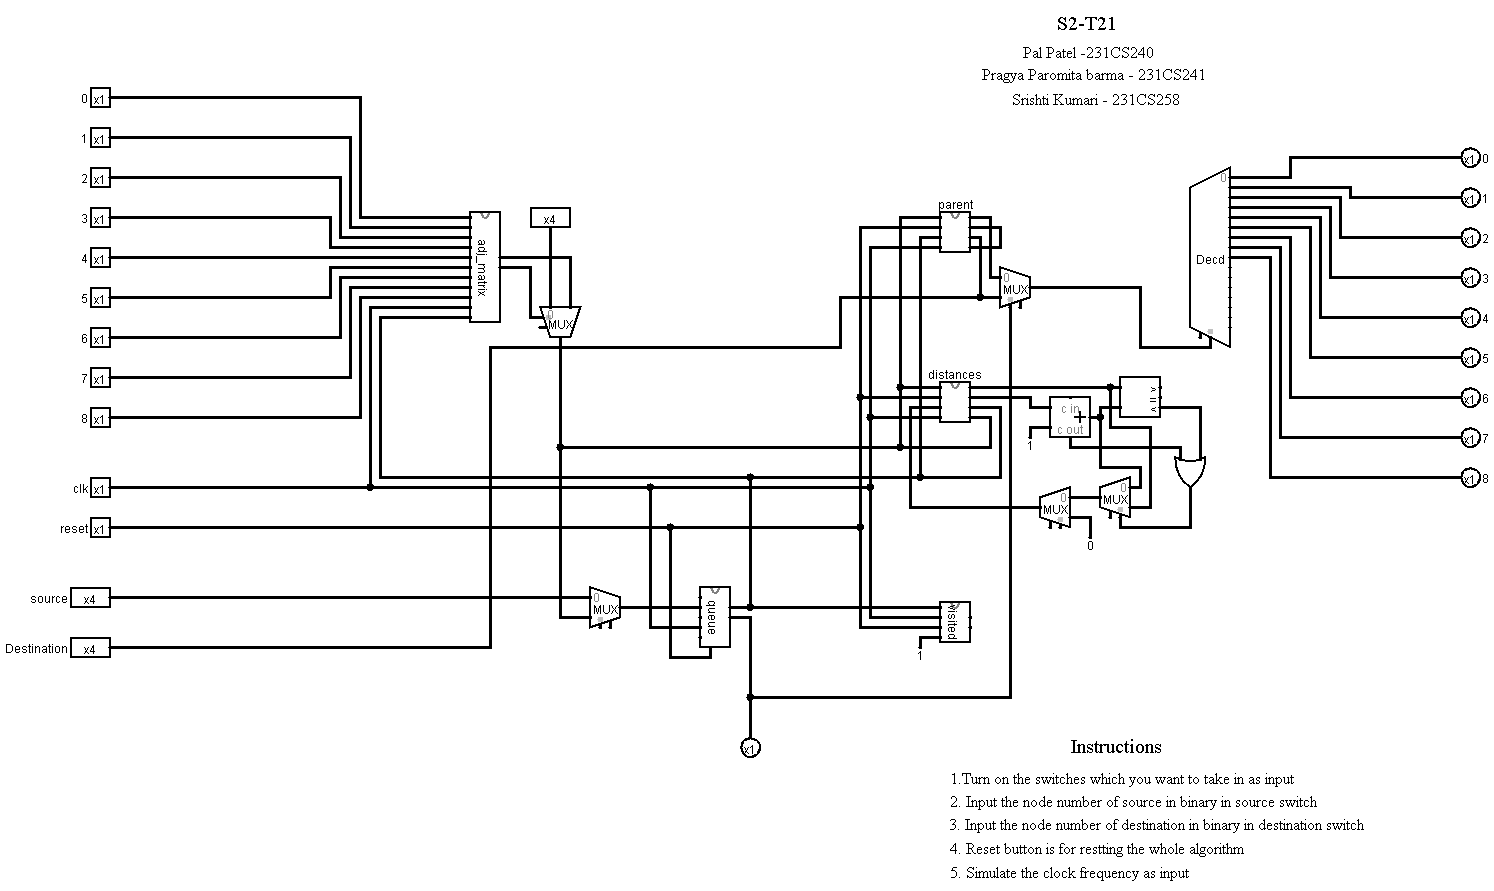 S2-T21
Pal Patel -231CS240
Pragya Paromita barma - 231CS241
Srishti Kumari - 231CS258
0 x1
1 x1
2 x1
3 x1
4 x1
5 x1
6 x1
7 x1
8 x1
clk x1
reset x1
source x4
Destination x4
adj_matrix
x4
0
MUX
0
MUX
queue
x1
parent
0
MUX
distances
c in
+
c out
1
> = <
0
MUX
0
MUX
0
visited
1
0
Decd
x1 0
x1 1
x1 2
x1 3
x1 4
x1 5
x1 6
x1 7
x1 8
Instructions
1.Turn on the switches which you want to take in as input
2. Input the node number of source in binary in source switch
3. Input the node number of destination in binary in destination switch
4. Reset button is for restting the whole algorithm
5. Simulate the clock frequency as input